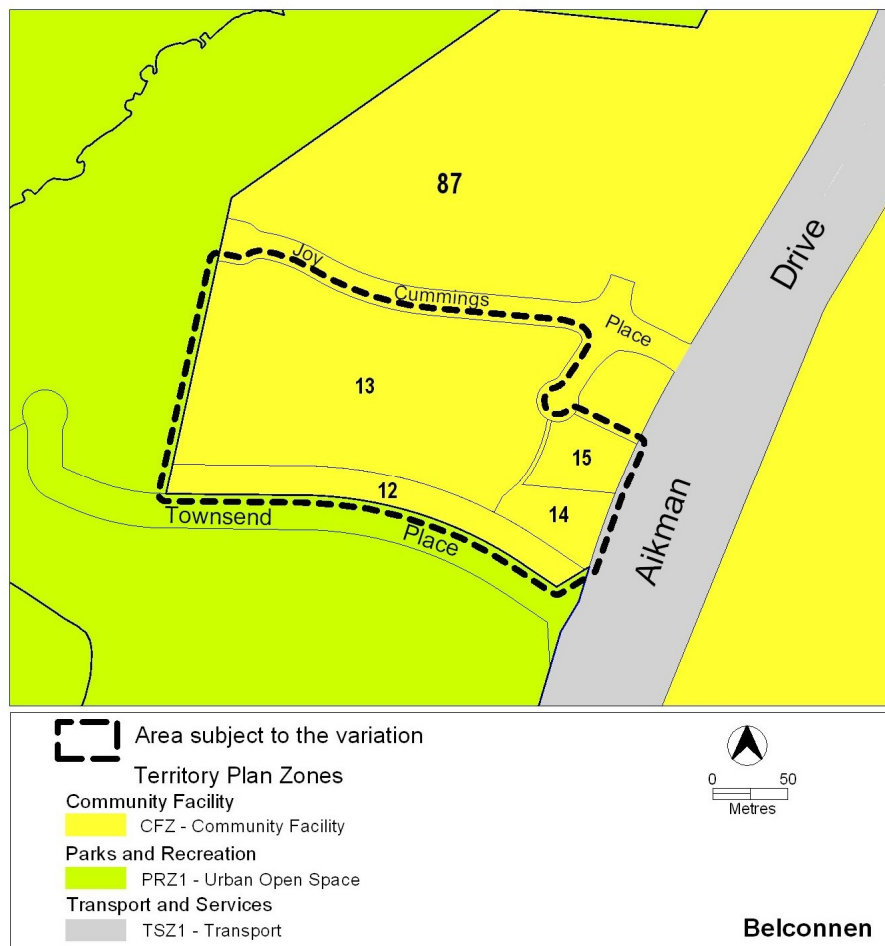 87
Drive
Joy
Cummings
Place
13
15
12
14
Aikman
Townsend
Place
Area subject to the variation
Territory Plan Zones
Community Facility
CFZ - Community Facility
Parks and Recreation
PRZ1 - Urban Open Space
Transport and Services
TSZ1 - Transport
0 50
Metres
Belconnen